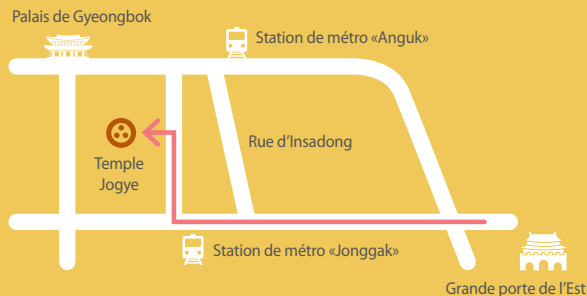 Palais de Gyeongbok
Station de métro «Anguk»
Rue d’Insadong
Temple
Jogye
Station de métro «Jonggak»
Grande porte de l’Est